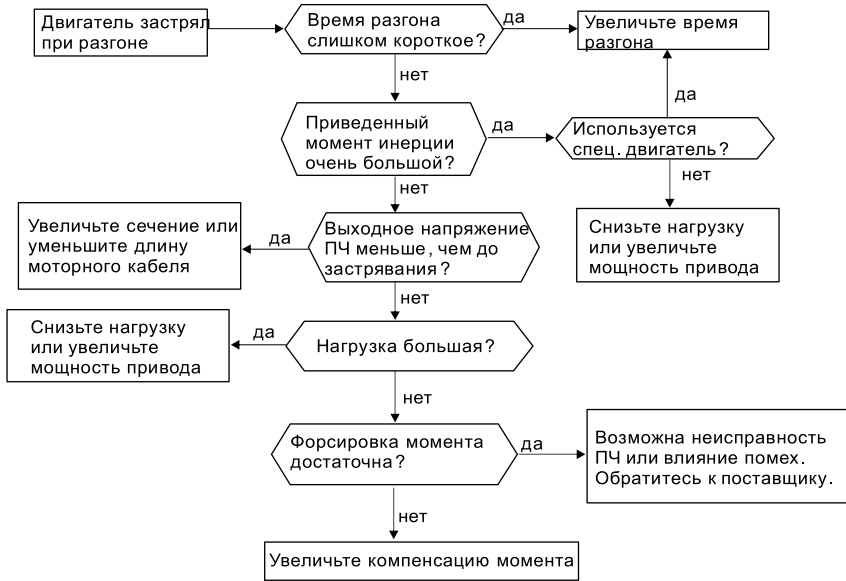 Двигатель застрял
при разгоне
Время разгона
слишком короткое?
да
Увеличьте время
разгона
нет
да
Приведенный
момент инерции
очень большой?
да
Используется
спец. двигатель?
нет
нет
Увеличьте сечение или
уменьшите длину
моторного кабеля
да
Выходное напряжение
ПЧ меньше, чем до
застрявания?
Снизьте нагрузку
или увеличьте
мощность привода
нет
Снизьте нагрузку
или увеличьте
мощность привода
да
Нагрузка большая?
нет
Форсировка момента
достаточна?
да
Возможна неисправность
ПЧ или влияние помех.
Обратитесь к поставщику.
нет
Увеличьте компенсацию момента